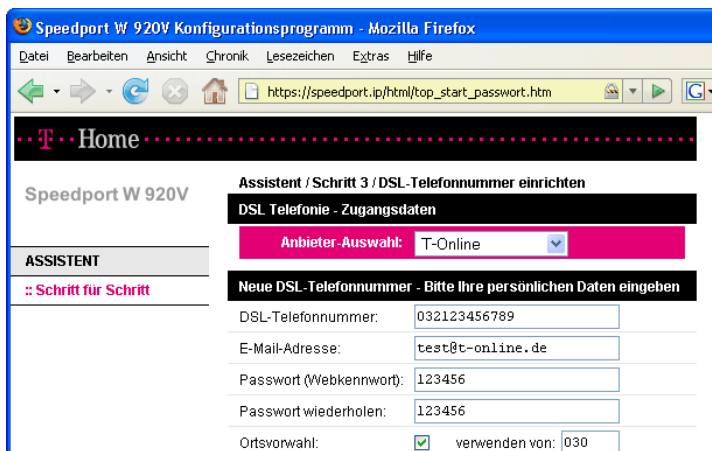 Speedport W 920V Konfigurationsprogramm - Mozilla Firefox
Datei Bearbeiten Ansicht Chronik Lesezeichen Extras Hilfe
https://speedport.ip/html/top_start_passwort.htm
T Home
Speedport W 920V
Assistent / Schritt 3 / DSL-Telefonnummer einrichten
DSL Telefonie - Zugangsdaten
Anbieter-Auswahl: T-Online
ASSISTENT
:: Schritt für Schritt
Neue DSL-Telefonnummer - Bitte Ihre persönlichen Daten eingeben
DSL-Telefonnummer: 032123456789
E-Mail-Adresse: test@t-online.de
Passwort (Webkennwort): 123456
Passwort wiederholen: 123456
Ortsvorwahl: verwenden von: 030